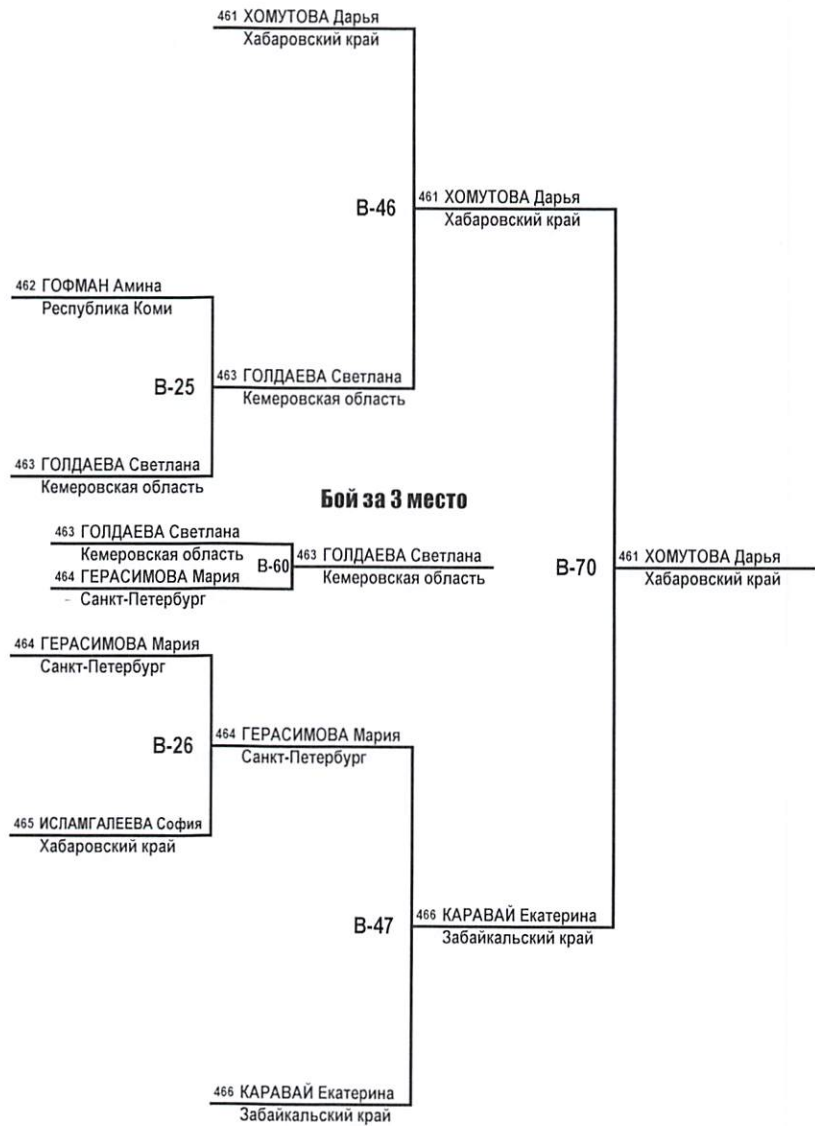 461 ХОМУТОВА Дарья
Хабаровский край
В-46
461 ХОМУТОВА Дарья
Хабаровский край
462 ГОФМАН Амина
Республика Коми
В-25
463 ГОЛДАЕВА Светлана
Кемеровская область
463 ГОЛДАЕВА Светлана
Кемеровская область
Бой за 3 место
463 ГОЛДАЕВА Светлана
Кемеровская область
В-60
463 ГОЛДАЕВА Светлана
Кемеровская область
464 ГЕРАСИМОВА Мария
Санкт-Петербург
В-70
461 ХОМУТОВА Дарья
Хабаровский край
464 ГЕРАСИМОВА Мария
Санкт-Петербург
В-26
464 ГЕРАСИМОВА Мария
Санкт-Петербург
465 ИСЛАМГАЛЕЕВА София
Хабаровский край
В-47
466 КАРАВАЙ Екатерина
Забайкальский край
466 КАРАВАЙ Екатерина
Забайкальский край